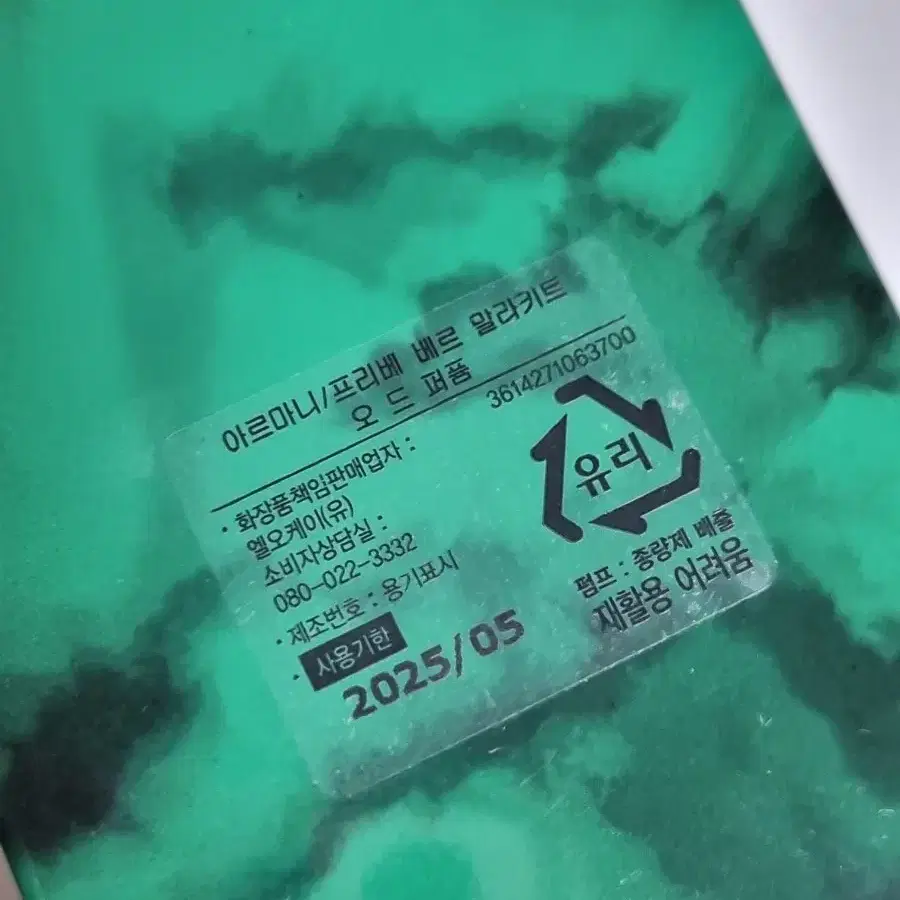 아르마니/프리베 베르 말라키트
오 드 퍼퓸
3614271063700
· 화장품책임판매업자 :
엘오케이(유)
소비자상담실 :
080-022-3332
· 제조번호 : 용기표시
· 사용기한
2025/05
유리
펌프 : 종량제 배출
재활용 어려움